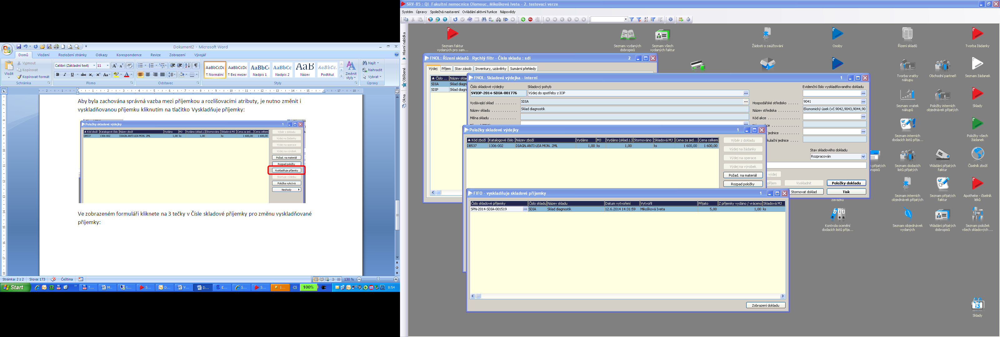 Dokument2 - Microsoft Word
Domů Vložení Rozložení stránky Odkazy Korespondence Revize Zobrazení Vývojář
Vložit
Vyjmout
Kopírovat
Kopírovat formát
Schránka
Calibri (Základní text) 11
Písmo
Odstavec
AaBbCcDc AaBbCcDc AaBbC AaBbCc AaB AaBbCc.
¶ Normální ¶ Bez mezer Nadpis 1 Nadpis 2 Název Podtitul
Změnit styly
Styly
Najít
Nahradit
Vybrat
Úpravy
Aby byla zachována správná vazba mezi příjemkou a rozlišovacími atributy, je nutno změnit i
vyskladňovanou příjemku kliknutím na tlačítko Vyskladňuje příjemky:
Položky skladové výdejky 1
Kód zboží Katalogové číslo Název zboží Vydáno MJ Vydáno (sklad.j.) Stornováno Skladová MJ Cena za jed... Cena celkem
DB537 1306-002 DIAGN.ANTI-LEA MON. 2ML 1,00 ks 1,00 ks 1 600,00 1 600,00
Výběr z dokladu
Výdej na žádanky
Výdej na operace
Výdej na výrobek
Požad. na materiál
Rozpad položky
Vyskladňuje příjemky
Stornuje výdejku
Položka vykrývá
Neshody
Ve zobrazeném formuláři kliknete na 3 tečky v Čísle skladové příjemky pro změnu vyskladňované
příjemky:
Stránka: 2 z 2 Slova: 173 Čeština 130 %
Start T... M... t... S... D... V... D... E... S... S... 1... CS 100% 8:54
SRV-85 : QI Fakultní nemocnice Olomouc, Mikošková Iveta - 2. testovací verze
Systém Úpravy Společná nastavení Ovládání aktivní funkce Nápovědy
Hlavní nabídka
Oblíbené
Okna
Seznam faktur
vydaných pro sam...
Seznam vydaných
dobropisů
Seznam všech
vydaných faktur
Žádosti o zaúčtování
Osoby
Řízení skladů
Tvorba žádanky
FNOL: Řízení skladů Rychlý filtr - Číslo skladu : sdi 2
Výdej Příjem Stav zásob Inventury, uzávěrky Sumární přehledy
Číslo ... Název skla
SDIA Sklad diagn
SDIP Sklad diagn
FNOL: Skladová výdejka - interní 1
Číslo skladové výdejky Skladový pohyb Evidenční číslo vyskladňovaného dokladu
SVIOP-2014-SDIA-001776 Výdej do spotřeby z IOP
Vydávající sklad . . . . . . . . . . SDIA Hospodářské středisko . . . . . 9041
Název skladu . . . . . . . . . . . . Sklad diagnostik Název střediska . . . . . . . . . . Ekonomický úsek (vč.9042,9043,9044,90
Měna skladu . . . . . . . . . . . . Kód akce . . . . . . . . . . . . .
jednice . . . . . . . . .
kulační jednice . . . .
Stav skladového dokladu
Rozpracován
výdej
příjem Vyskladnit Položky dokladu
Stornovat doklad Tisk
Položky skladové výdejky 1
Kód zboží Katalogové číslo Název zboží Vydáno MJ Vydáno (sklad.j.) Stornováno Skladová MJ Cena za jed... Cena celkem
DB537 1306-002 DIAGN.ANTI-LEA MON. 2ML 1,00 ks 1,00 ks 1 600,00 1 600,00
Výběr z dokladu
Výdej na žádanky
Výdej na operace
Výdej na výrobek
Požad. na materiál
Rozpad položky
FIFO - vyskladňuje skladové příjemky 1
Číslo skladové příjemky Číslo skladu Název skladu Datum vytvoření Vytvořil Přijato Z příjemky vydáno / vráceno Skladová MJ
SPN-2014-SDIA-001519 SDIA Sklad diagnostik 12.6.2014 14:31:59 Mikošková Iveta 5,00 1,00 ks
Zobrazení dokladu
Tvorba vratky
nákupu
Obchodní partneři
Seznam žádanek
Seznam vratek
nákupů
Položky interních
objednávek přijatých
Sklady
Seznam interních
dodacích listů přija...
Položky všech
žádanek
Seznam dodacích
listů přijatých
Vkládání přijatých
faktur
Číselník zboží
Seznam interních
objednávek přijatých
Seznam přijatých
faktur
Apotheke - číselník
léků
závazků
Kontrola ocenění
dodacích listů přija...
Seznam objednávek
vydaných
Vkládání přijatých
dobropisů
Seznam položek
všech skladových ...
Sklady